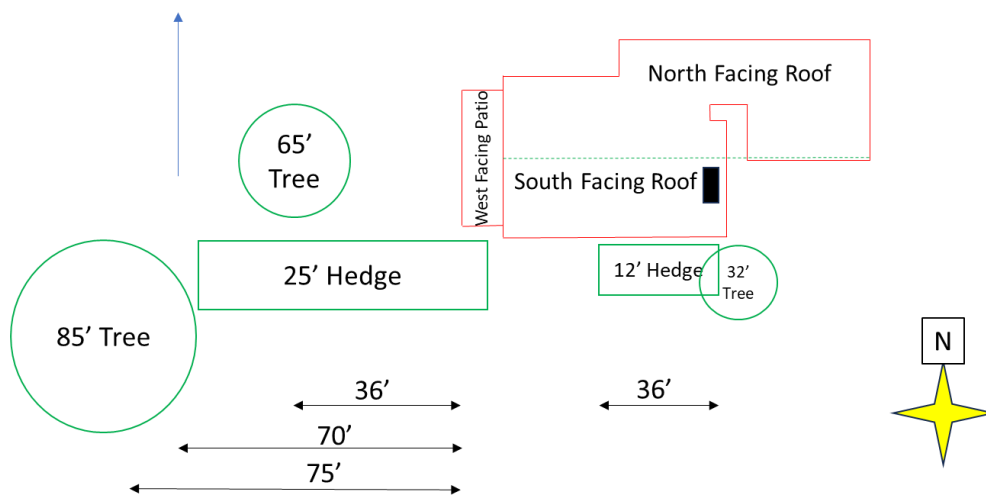 North Facing Roof
West Facing Patio
65’
Tree
South Facing Roof
25’ Hedge
12’ Hedge
32’
Tree
85’ Tree
N
36’
36’
70’
75’